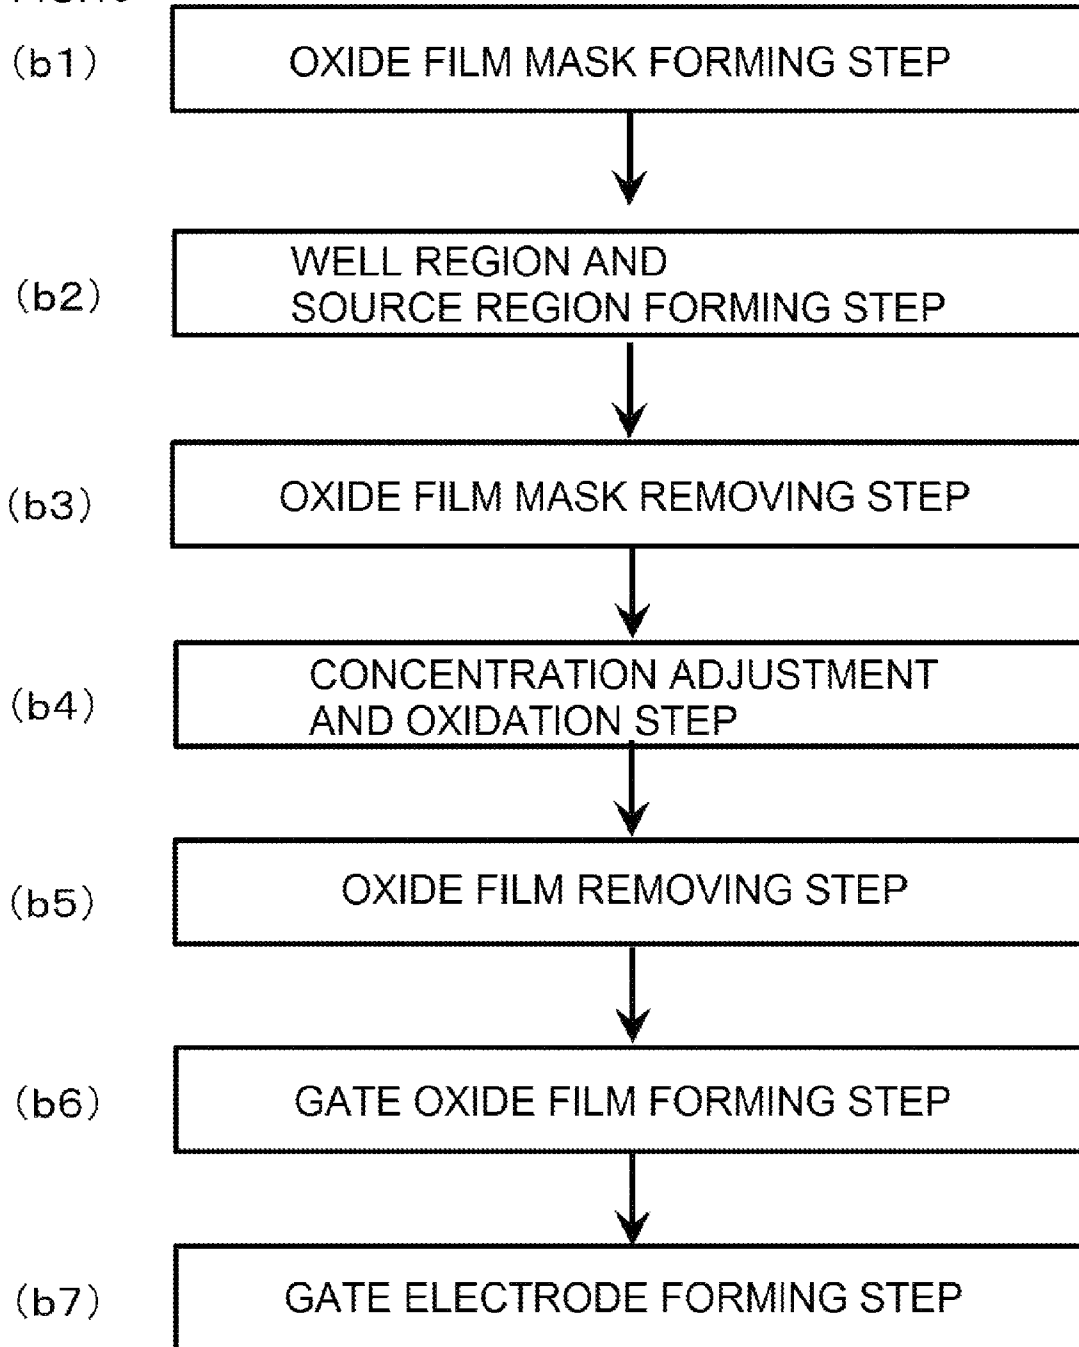 (b1) OXIDE FILM MASK FORMING STEP
(b2) WELL REGION AND
SOURCE REGION FORMING STEP
(b3) OXIDE FILM MASK REMOVING STEP
(b4) CONCENTRATION ADJUSTMENT
AND OXIDATION STEP
(b5) OXIDE FILM REMOVING STEP
(b6) GATE OXIDE FILM FORMING STEP
(b7) GATE ELECTRODE FORMING STEP